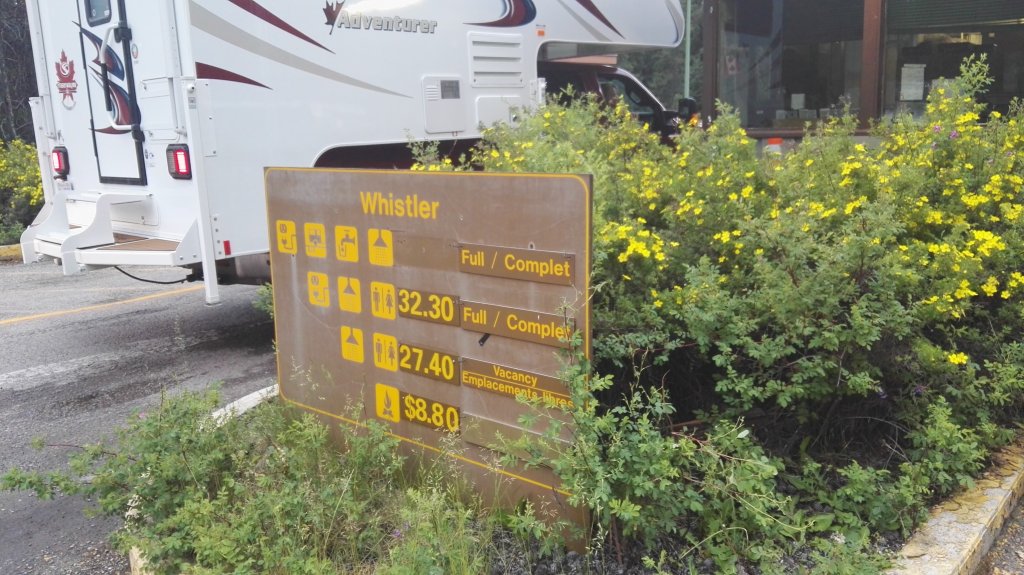 Adventurer
Whistler
Full / Complet
32.30 Full / Complet
27.40 Vacancy
Emplacements libres
$8.80